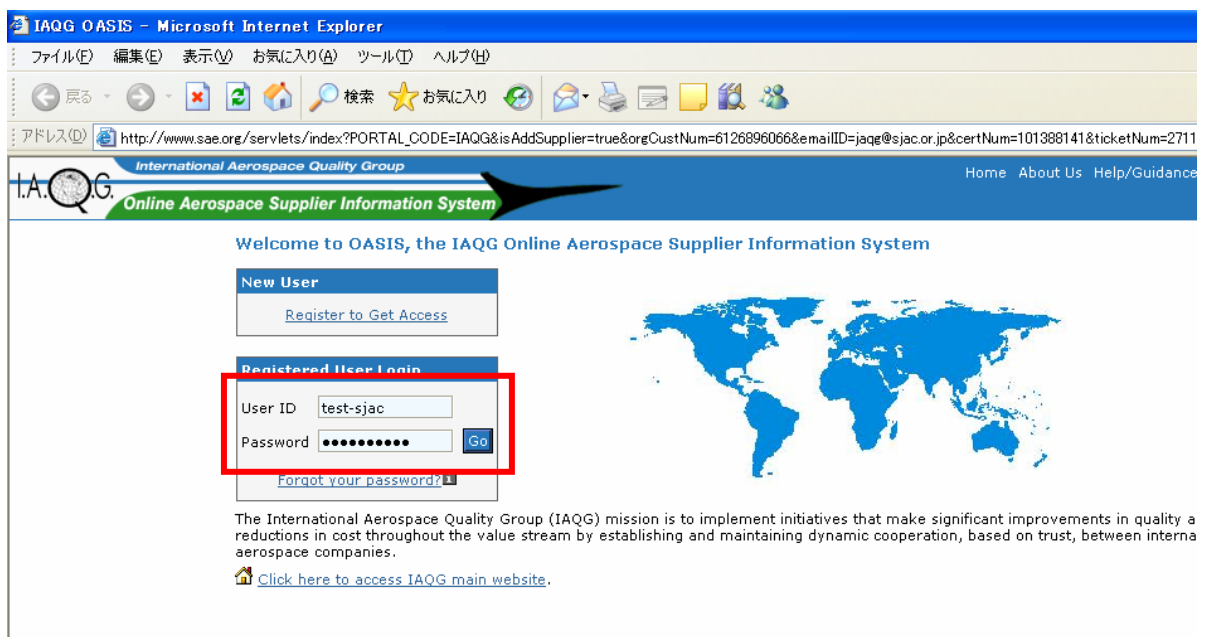 IAQG OASIS - Microsoft Internet Explorer
ファイル(F) 編集(E) 表示(V) お気に入り(A) ツール(T) ヘルプ(H)
戻る 検索 お気に入り
アドレス(D) http://www.sae.org/servlets/index?PORTAL_CODE=IAQG&isAddSupplier=true&orgCustNum=6126896066&emailID=jaqg@sjac.or.jp&certNum=101388141&ticketNum=2711
I.A.Q.G. International Aerospace Quality Group
Home About Us Help/Guidance
Online Aerospace Supplier Information System
Welcome to OASIS, the IAQG Online Aerospace Supplier Information System
New User
Register to Get Access
Registered User Login
User ID test-sjac
Password •••••••••• Go
Forgot your password?
The International Aerospace Quality Group (IAQG) mission is to implement initiatives that make significant improvements in quality a
reductions in cost throughout the value stream by establishing and maintaining dynamic cooperation, based on trust, between interna
aerospace companies.
Click here to access IAQG main website.